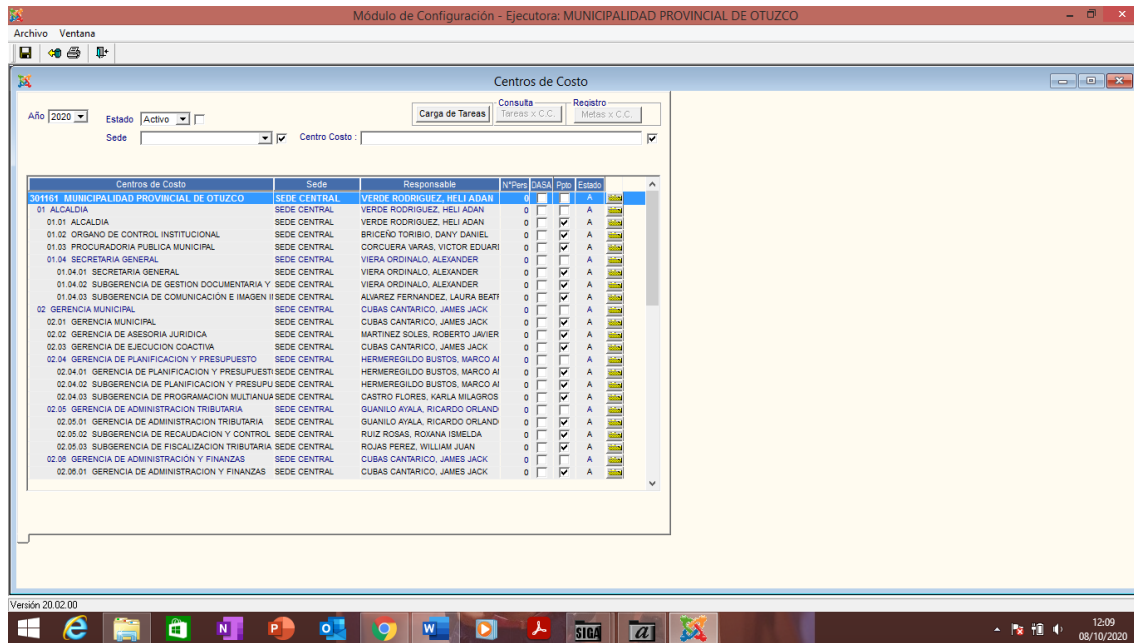 Módulo de Configuración - Ejecutora: MUNICIPALIDAD PROVINCIAL DE OTUZCO
Archivo Ventana
Centros de Costo
Año 2020 Estado Activo
Carga de Tareas Consulta Tareas x C.C. Registro Metas x C.C.
Sede Centro Costo :
Centros de Costo Sede Responsable N°Pers DASA Ppto Estado
301161 MUNICIPALIDAD PROVINCIAL DE OTUZCO SEDE CENTRAL VERDE RODRIGUEZ, HELI ADAN 0 A
01 ALCALDIA SEDE CENTRAL VERDE RODRIGUEZ, HELI ADAN 0 A
01.01 ALCALDIA SEDE CENTRAL VERDE RODRIGUEZ, HELI ADAN 0 A
01.02 ORGANO DE CONTROL INSTITUCIONAL SEDE CENTRAL BRICEÑO TORIBIO, DANY DANIEL 0 A
01.03 PROCURADORIA PUBLICA MUNICIPAL SEDE CENTRAL CORCUERA VARAS, VICTOR EDUARI 0 A
01.04 SECRETARIA GENERAL SEDE CENTRAL VIERA ORDINALO, ALEXANDER 0 A
01.04.01 SECRETARIA GENERAL SEDE CENTRAL VIERA ORDINALO, ALEXANDER 0 A
01.04.02 SUBGERENCIA DE GESTION DOCUMENTARIA Y SEDE CENTRAL VIERA ORDINALO, ALEXANDER 0 A
01.04.03 SUBGERENCIA DE COMUNICACIÓN E IMAGEN II SEDE CENTRAL ALVAREZ FERNANDEZ, LAURA BEATF 0 A
02 GERENCIA MUNICIPAL SEDE CENTRAL CUBAS CANTARICO, JAMES JACK 0 A
02.01 GERENCIA MUNICIPAL SEDE CENTRAL CUBAS CANTARICO, JAMES JACK 0 A
02.02 GERENCIA DE ASESORIA JURIDICA SEDE CENTRAL MARTINEZ SOLES, ROBERTO JAVIER 0 A
02.03 GERENCIA DE EJECUCION COACTIVA SEDE CENTRAL CUBAS CANTARICO, JAMES JACK 0 A
02.04 GERENCIA DE PLANIFICACION Y PRESUPUESTO SEDE CENTRAL HERMEREGILDO BUSTOS, MARCO AI 0 A
02.04.01 GERENCIA DE PLANIFICACION Y PRESUPUESTI SEDE CENTRAL HERMEREGILDO BUSTOS, MARCO AI 0 A
02.04.02 SUBGERENCIA DE PLANIFICACION Y PRESUPU SEDE CENTRAL HERMEREGILDO BUSTOS, MARCO AI 0 A
02.04.03 SUBGERENCIA DE PROGRAMACION MULTIANUA SEDE CENTRAL CASTRO FLORES, KARLA MILAGROS 0 A
02.05 GERENCIA DE ADMINISTRACION TRIBUTARIA SEDE CENTRAL GUANILO AYALA, RICARDO ORLAND 0 A
02.05.01 GERENCIA DE ADMINISTRACION TRIBUTARIA SEDE CENTRAL GUANILO AYALA, RICARDO ORLAND 0 A
02.05.02 SUBGERENCIA DE RECAUDACION Y CONTROL SEDE CENTRAL RUIZ ROSAS, ROXANA ISMELDA 0 A
02.05.03 SUBGERENCIA DE FISCALIZACION TRIBUTARIA SEDE CENTRAL ROJAS PEREZ, WILLIAM JUAN 0 A
02.06 GERENCIA DE ADMINISTRACIÓN Y FINANZAS SEDE CENTRAL CUBAS CANTARICO, JAMES JACK 0 A
02.06.01 GERENCIA DE ADMINISTRACION Y FINANZAS SEDE CENTRAL CUBAS CANTARICO, JAMES JACK 0 A
Versión 20.02.00
SIGA
12:09
08/10/2020